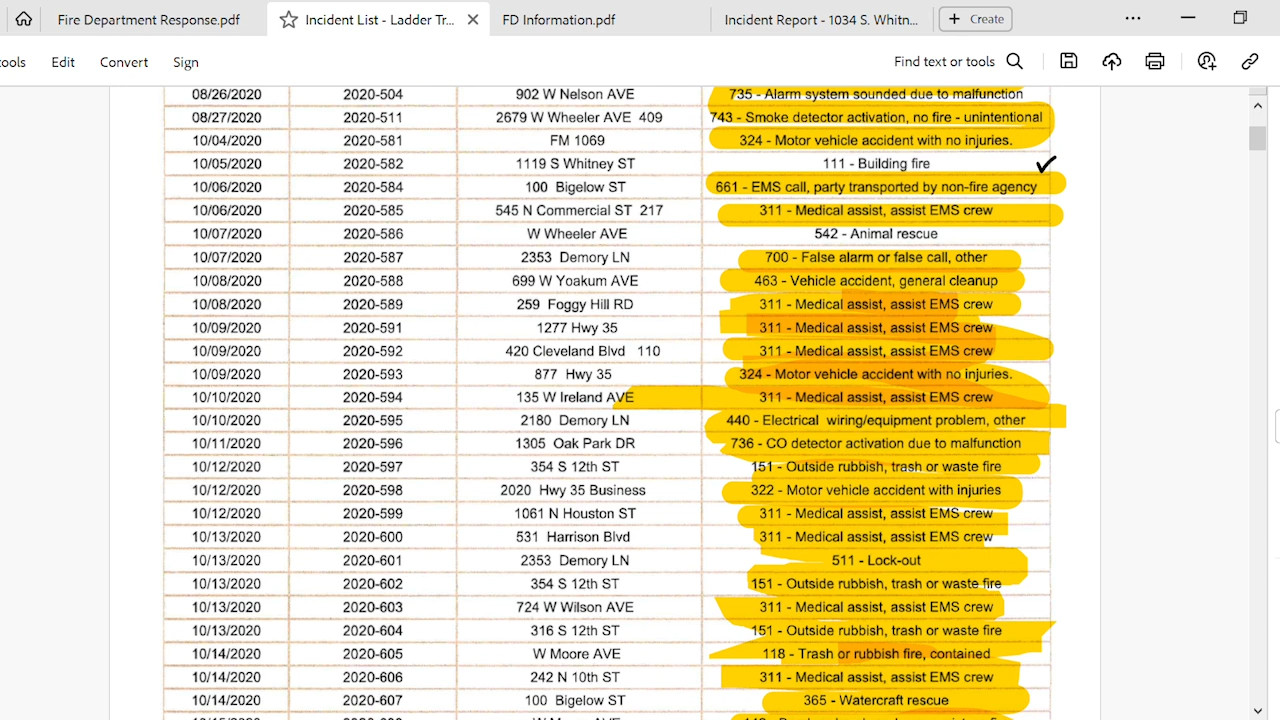 Fire Department Response.pdf Incident List - Ladder Tr... FD Information.pdf Incident Report - 1034 S. Whitn... + Create
ools Edit Convert Sign Find text or tools
08/26/2020 2020-504 902 W Nelson AVE 735 - Alarm system sounded due to malfunction
08/27/2020 2020-511 2679 W Wheeler AVE 409 743 - Smoke detector activation, no fire - unintentional
10/04/2020 2020-581 FM 1069 324 - Motor vehicle accident with no injuries.
10/05/2020 2020-582 1119 S Whitney ST 111 - Building fire
10/06/2020 2020-584 100 Bigelow ST 661 - EMS call, party transported by non-fire agency
10/06/2020 2020-585 545 N Commercial ST 217 311 - Medical assist, assist EMS crew
10/07/2020 2020-586 W Wheeler AVE 542 - Animal rescue
10/07/2020 2020-587 2353 Demory LN 700 - False alarm or false call, other
10/08/2020 2020-588 699 W Yoakum AVE 463 - Vehicle accident, general cleanup
10/08/2020 2020-589 259 Foggy Hill RD 311 - Medical assist, assist EMS crew
10/09/2020 2020-591 1277 Hwy 35 311 - Medical assist, assist EMS crew
10/09/2020 2020-592 420 Cleveland Blvd 110 311 - Medical assist, assist EMS crew
10/09/2020 2020-593 877 Hwy 35 324 - Motor vehicle accident with no injuries.
10/10/2020 2020-594 135 W Ireland AVE 311 - Medical assist, assist EMS crew
10/10/2020 2020-595 2180 Demory LN 440 - Electrical wiring/equipment problem, other
10/11/2020 2020-596 1305 Oak Park DR 736 - CO detector activation due to malfunction
10/12/2020 2020-597 354 S 12th ST 151 - Outside rubbish, trash or waste fire
10/12/2020 2020-598 2020 Hwy 35 Business 322 - Motor vehicle accident with injuries
10/12/2020 2020-599 1061 N Houston ST 311 - Medical assist, assist EMS crew
10/13/2020 2020-600 531 Harrison Blvd 311 - Medical assist, assist EMS crew
10/13/2020 2020-601 2353 Demory LN 511 - Lock-out
10/13/2020 2020-602 354 S 12th ST 151 - Outside rubbish, trash or waste fire
10/13/2020 2020-603 724 W Wilson AVE 311 - Medical assist, assist EMS crew
10/13/2020 2020-604 316 S 12th ST 151 - Outside rubbish, trash or waste fire
10/14/2020 2020-605 W Moore AVE 118 - Trash or rubbish fire, contained
10/14/2020 2020-606 242 N 10th ST 311 - Medical assist, assist EMS crew
10/14/2020 2020-607 100 Bigelow ST 365 - Watercraft rescue